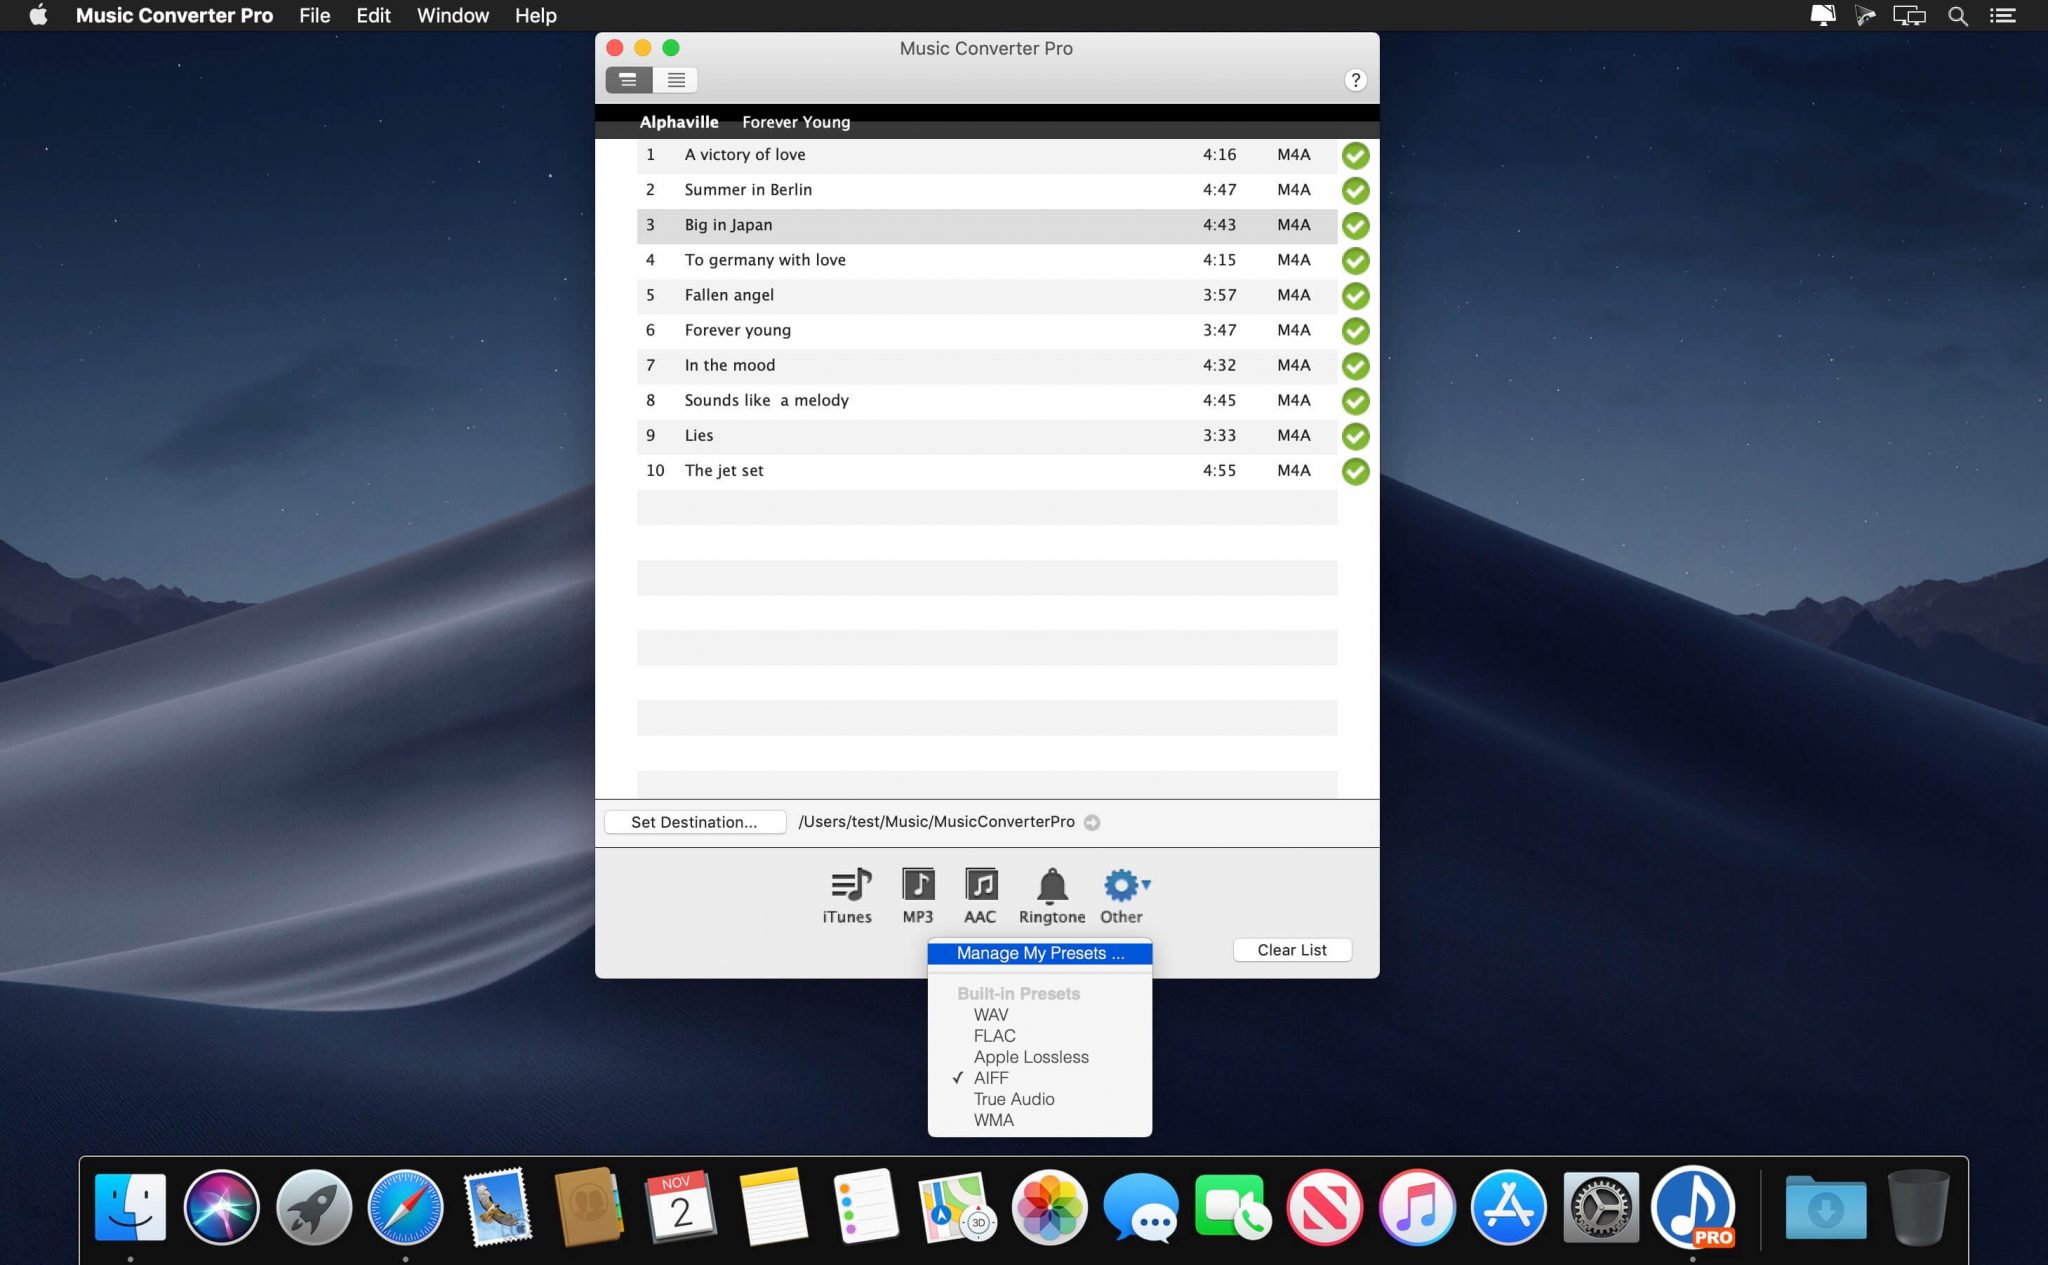 Music Converter Pro File Edit Window Help
Music Converter Pro
?
Alphaville Forever Young
1 A victory of love 4:16 M4A
2 Summer in Berlin 4:47 M4A
3 Big in Japan 4:43 M4A
4 To germany with love 4:15 M4A
5 Fallen angel 3:57 M4A
6 Forever young 3:47 M4A
7 In the mood 4:32 M4A
8 Sounds like  a melody 4:45 M4A
9 Lies 3:33 M4A
10 The jet set 4:55 M4A
Set Destination... /Users/test/Music/MusicConverterPro
iTunes MP3 AAC Ringtone Other
Clear List
Manage My Presets ...
Built-in Presets
WAV
FLAC
Apple Lossless
✓ AIFF
True Audio
WMA
NOV
2
3D
PRO